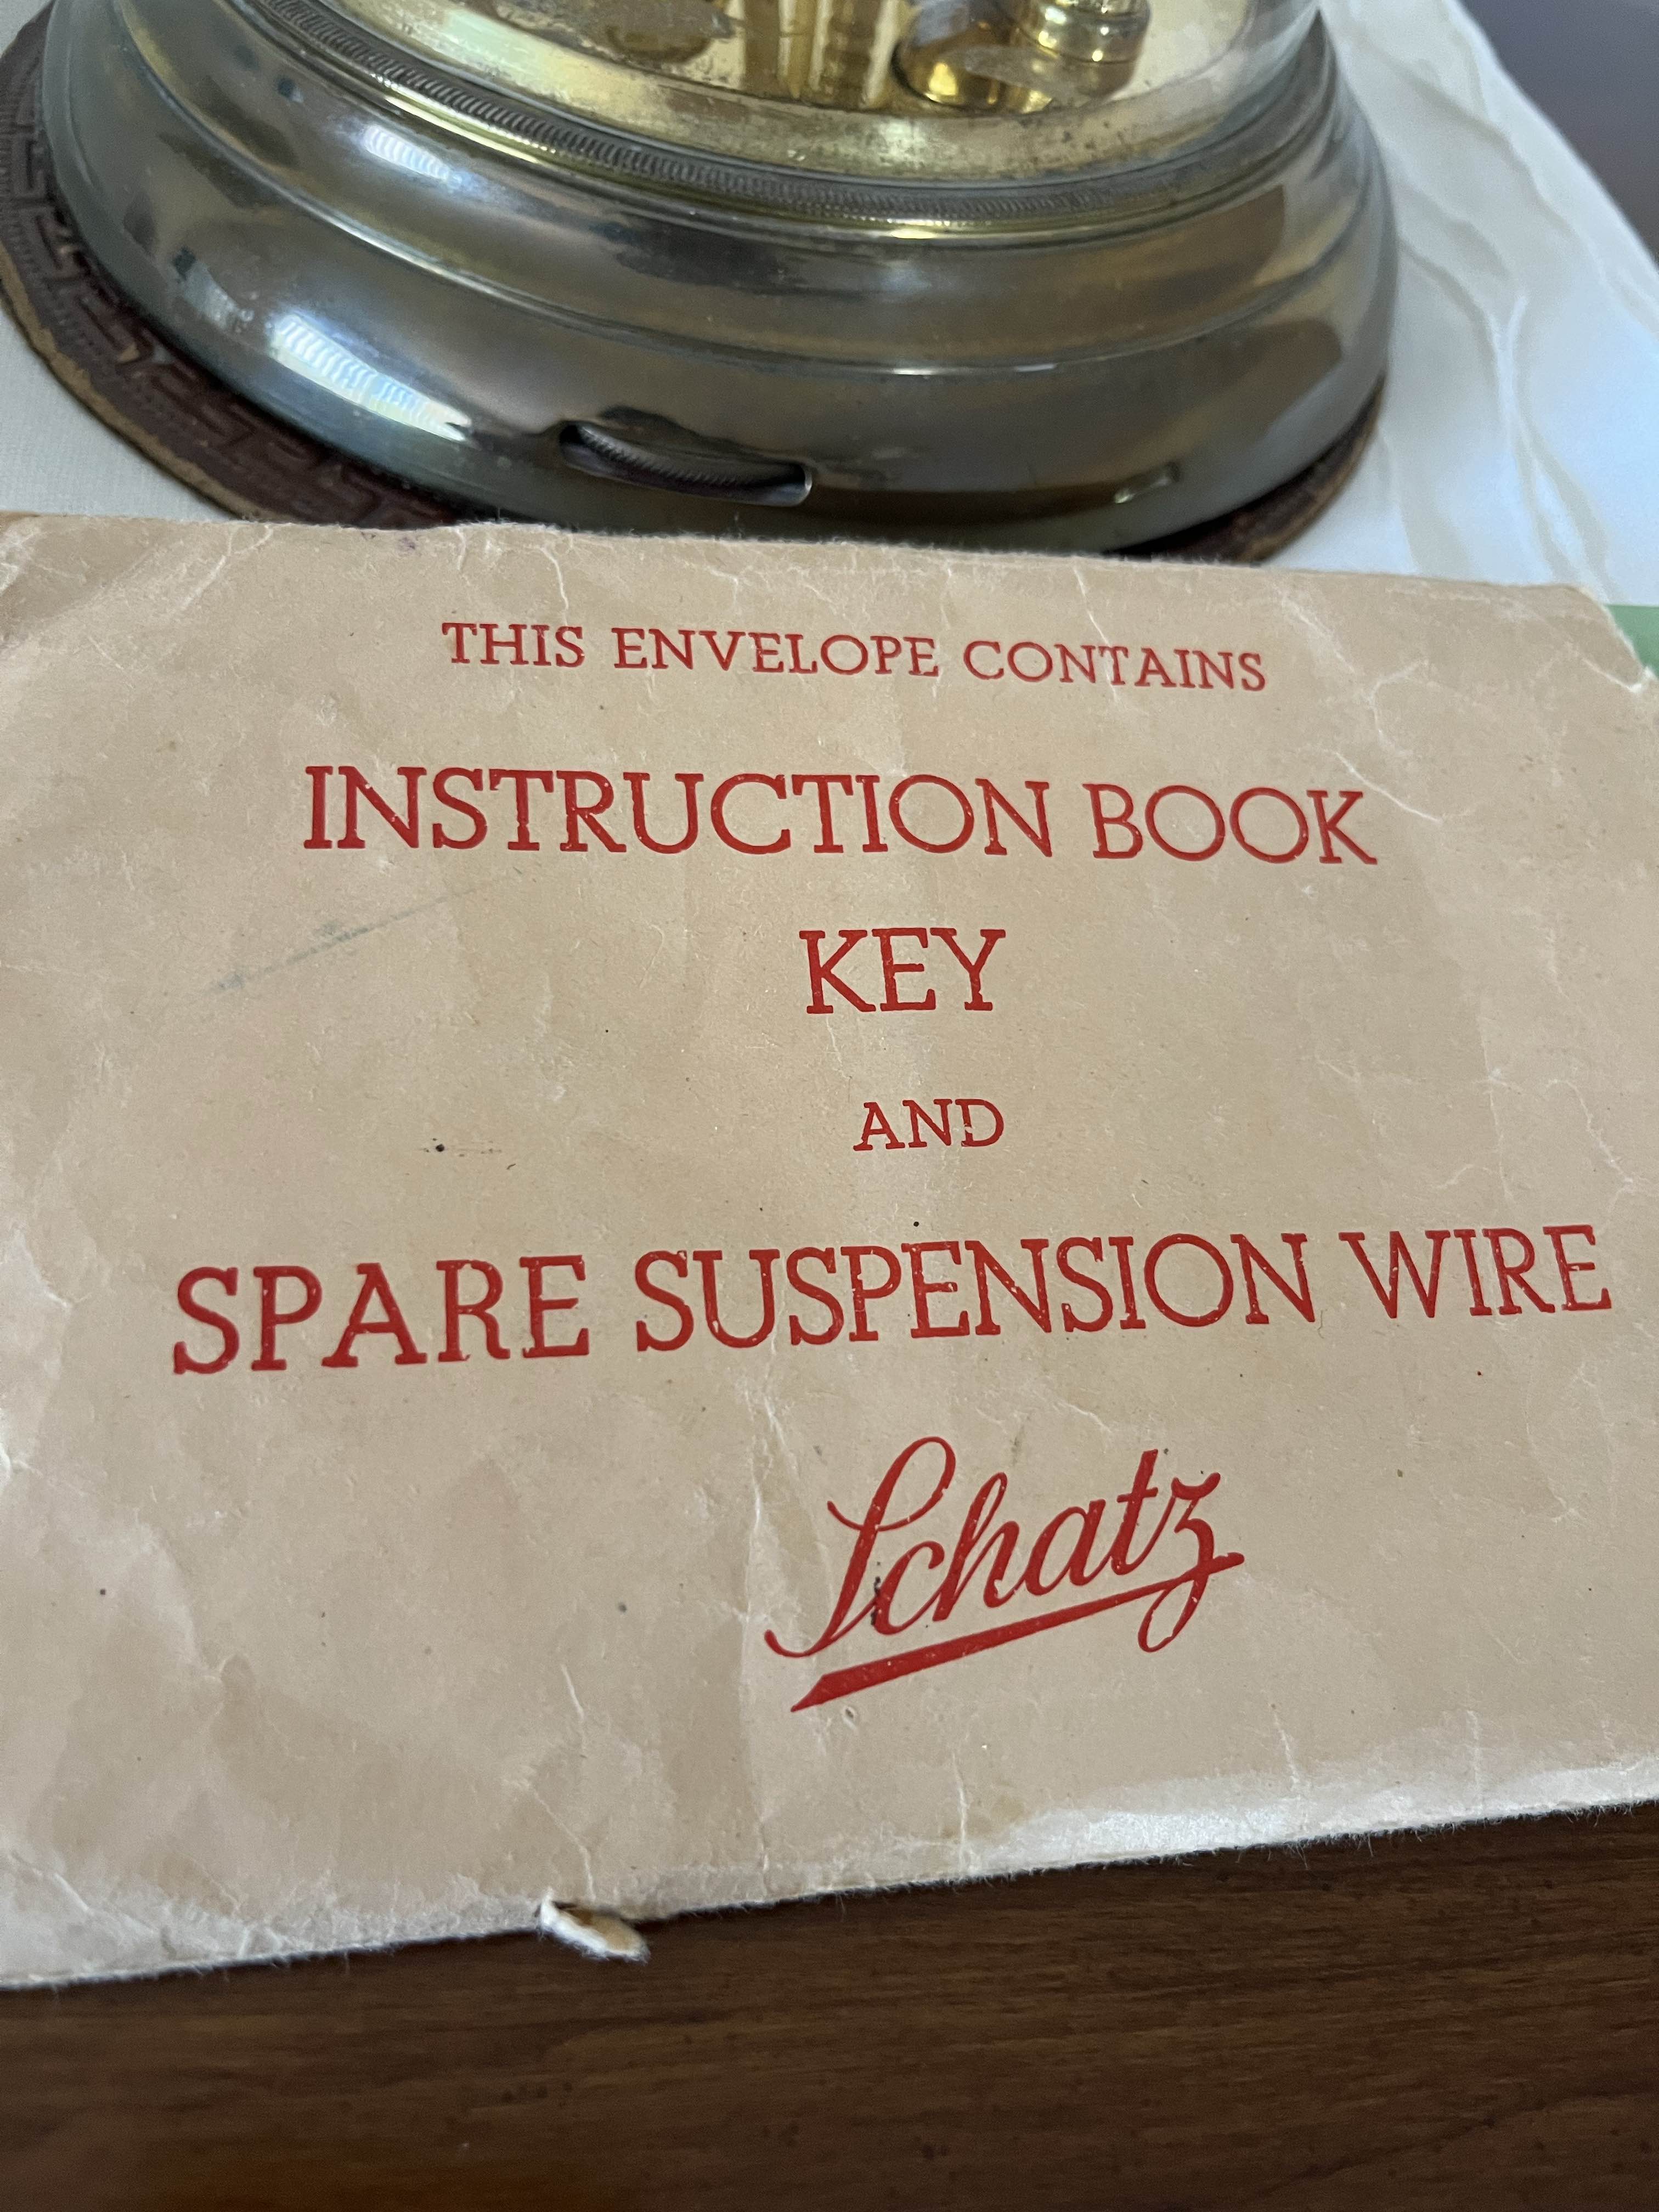 THIS ENVELOPE CONTAINS
INSTRUCTION BOOK
KEY
AND
SPARE SUSPENSION WIRE
Schatz